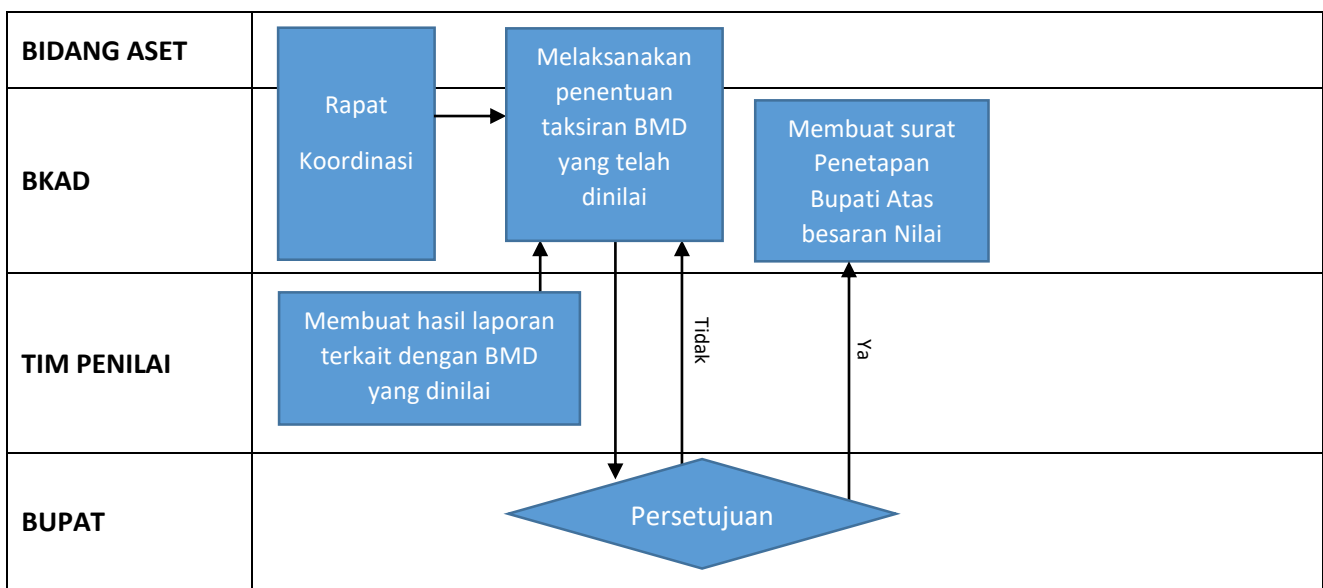 BIDANG ASET
Rapat
Koordinasi
Melaksanakan
penentuan
taksiran BMD
yang telah
dinilai
BKAD
Membuat surat
Penetapan
Bupati Atas
besaran Nilai
TIM PENILAI
Membuat hasil laporan
terkait dengan BMD
yang dinilai
Tidak
Ya
BUPAT
Persetujuan